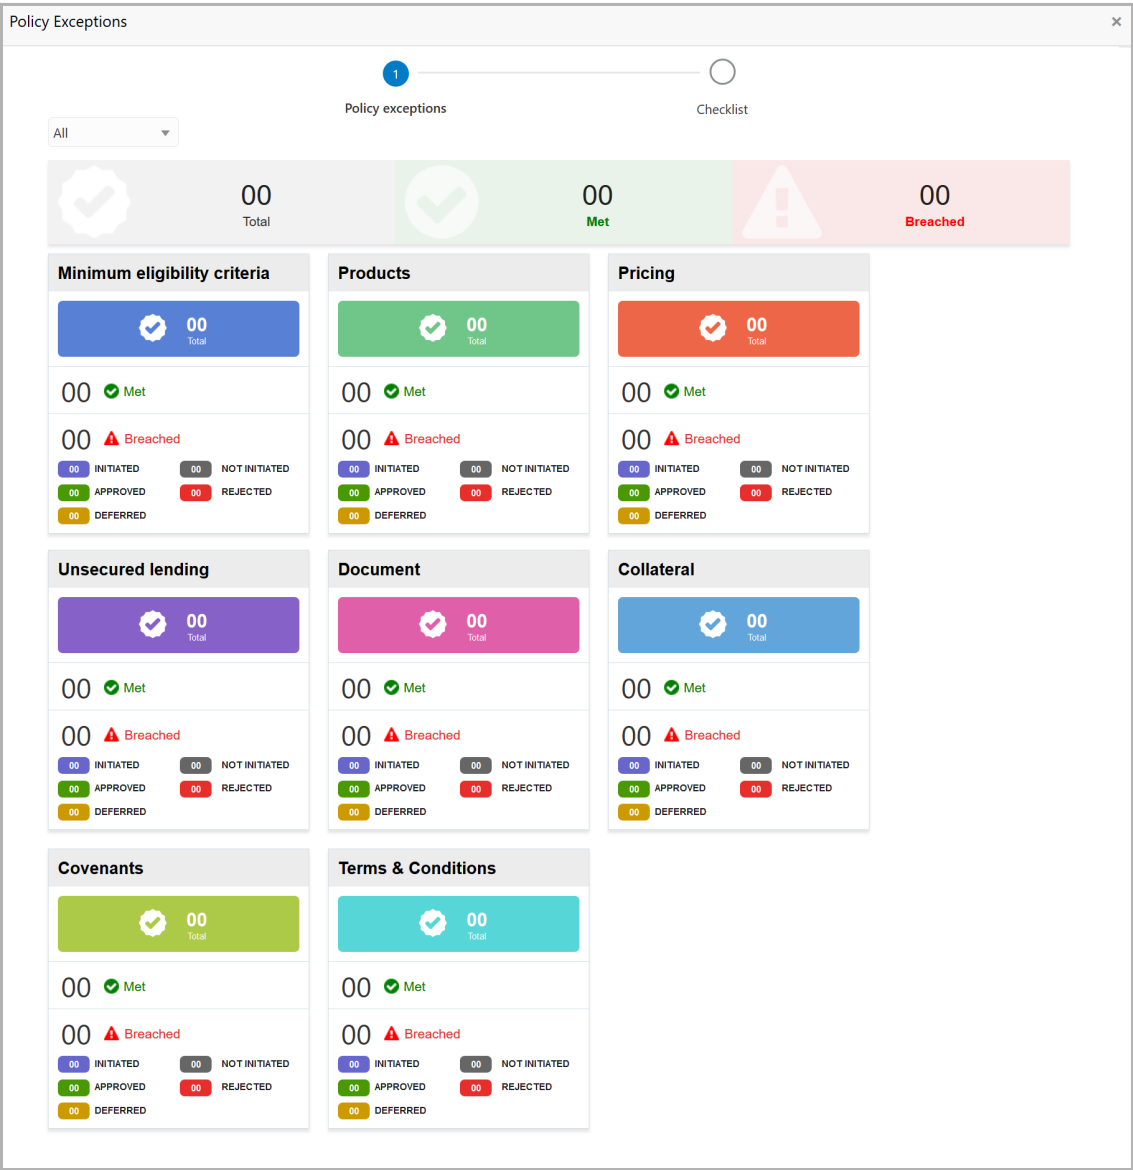 Policy Exceptions ×
1
Policy exceptions Checklist
All
00 00 00
Total Met Breached
Minimum eligibility criteria Products Pricing
00 00 00
Total Total Total
00 Met 00 Met 00 Met
00 Breached 00 Breached 00 Breached
00 INITIATED 00 NOT INITIATED 00 INITIATED 00 NOT INITIATED 00 INITIATED 00 NOT INITIATED
00 APPROVED 00 REJECTED 00 APPROVED 00 REJECTED 00 APPROVED 00 REJECTED
00 DEFERRED 00 DEFERRED 00 DEFERRED
Unsecured lending Document Collateral
00 00 00
Total Total Total
00 Met 00 Met 00 Met
00 Breached 00 Breached 00 Breached
00 INITIATED 00 NOT INITIATED 00 INITIATED 00 NOT INITIATED 00 INITIATED 00 NOT INITIATED
00 APPROVED 00 REJECTED 00 APPROVED 00 REJECTED 00 APPROVED 00 REJECTED
00 DEFERRED 00 DEFERRED 00 DEFERRED
Covenants Terms & Conditions
00 00
Total Total
00 Met 00 Met
00 Breached 00 Breached
00 INITIATED 00 NOT INITIATED 00 INITIATED 00 NOT INITIATED
00 APPROVED 00 REJECTED 00 APPROVED 00 REJECTED
00 DEFERRED 00 DEFERRED